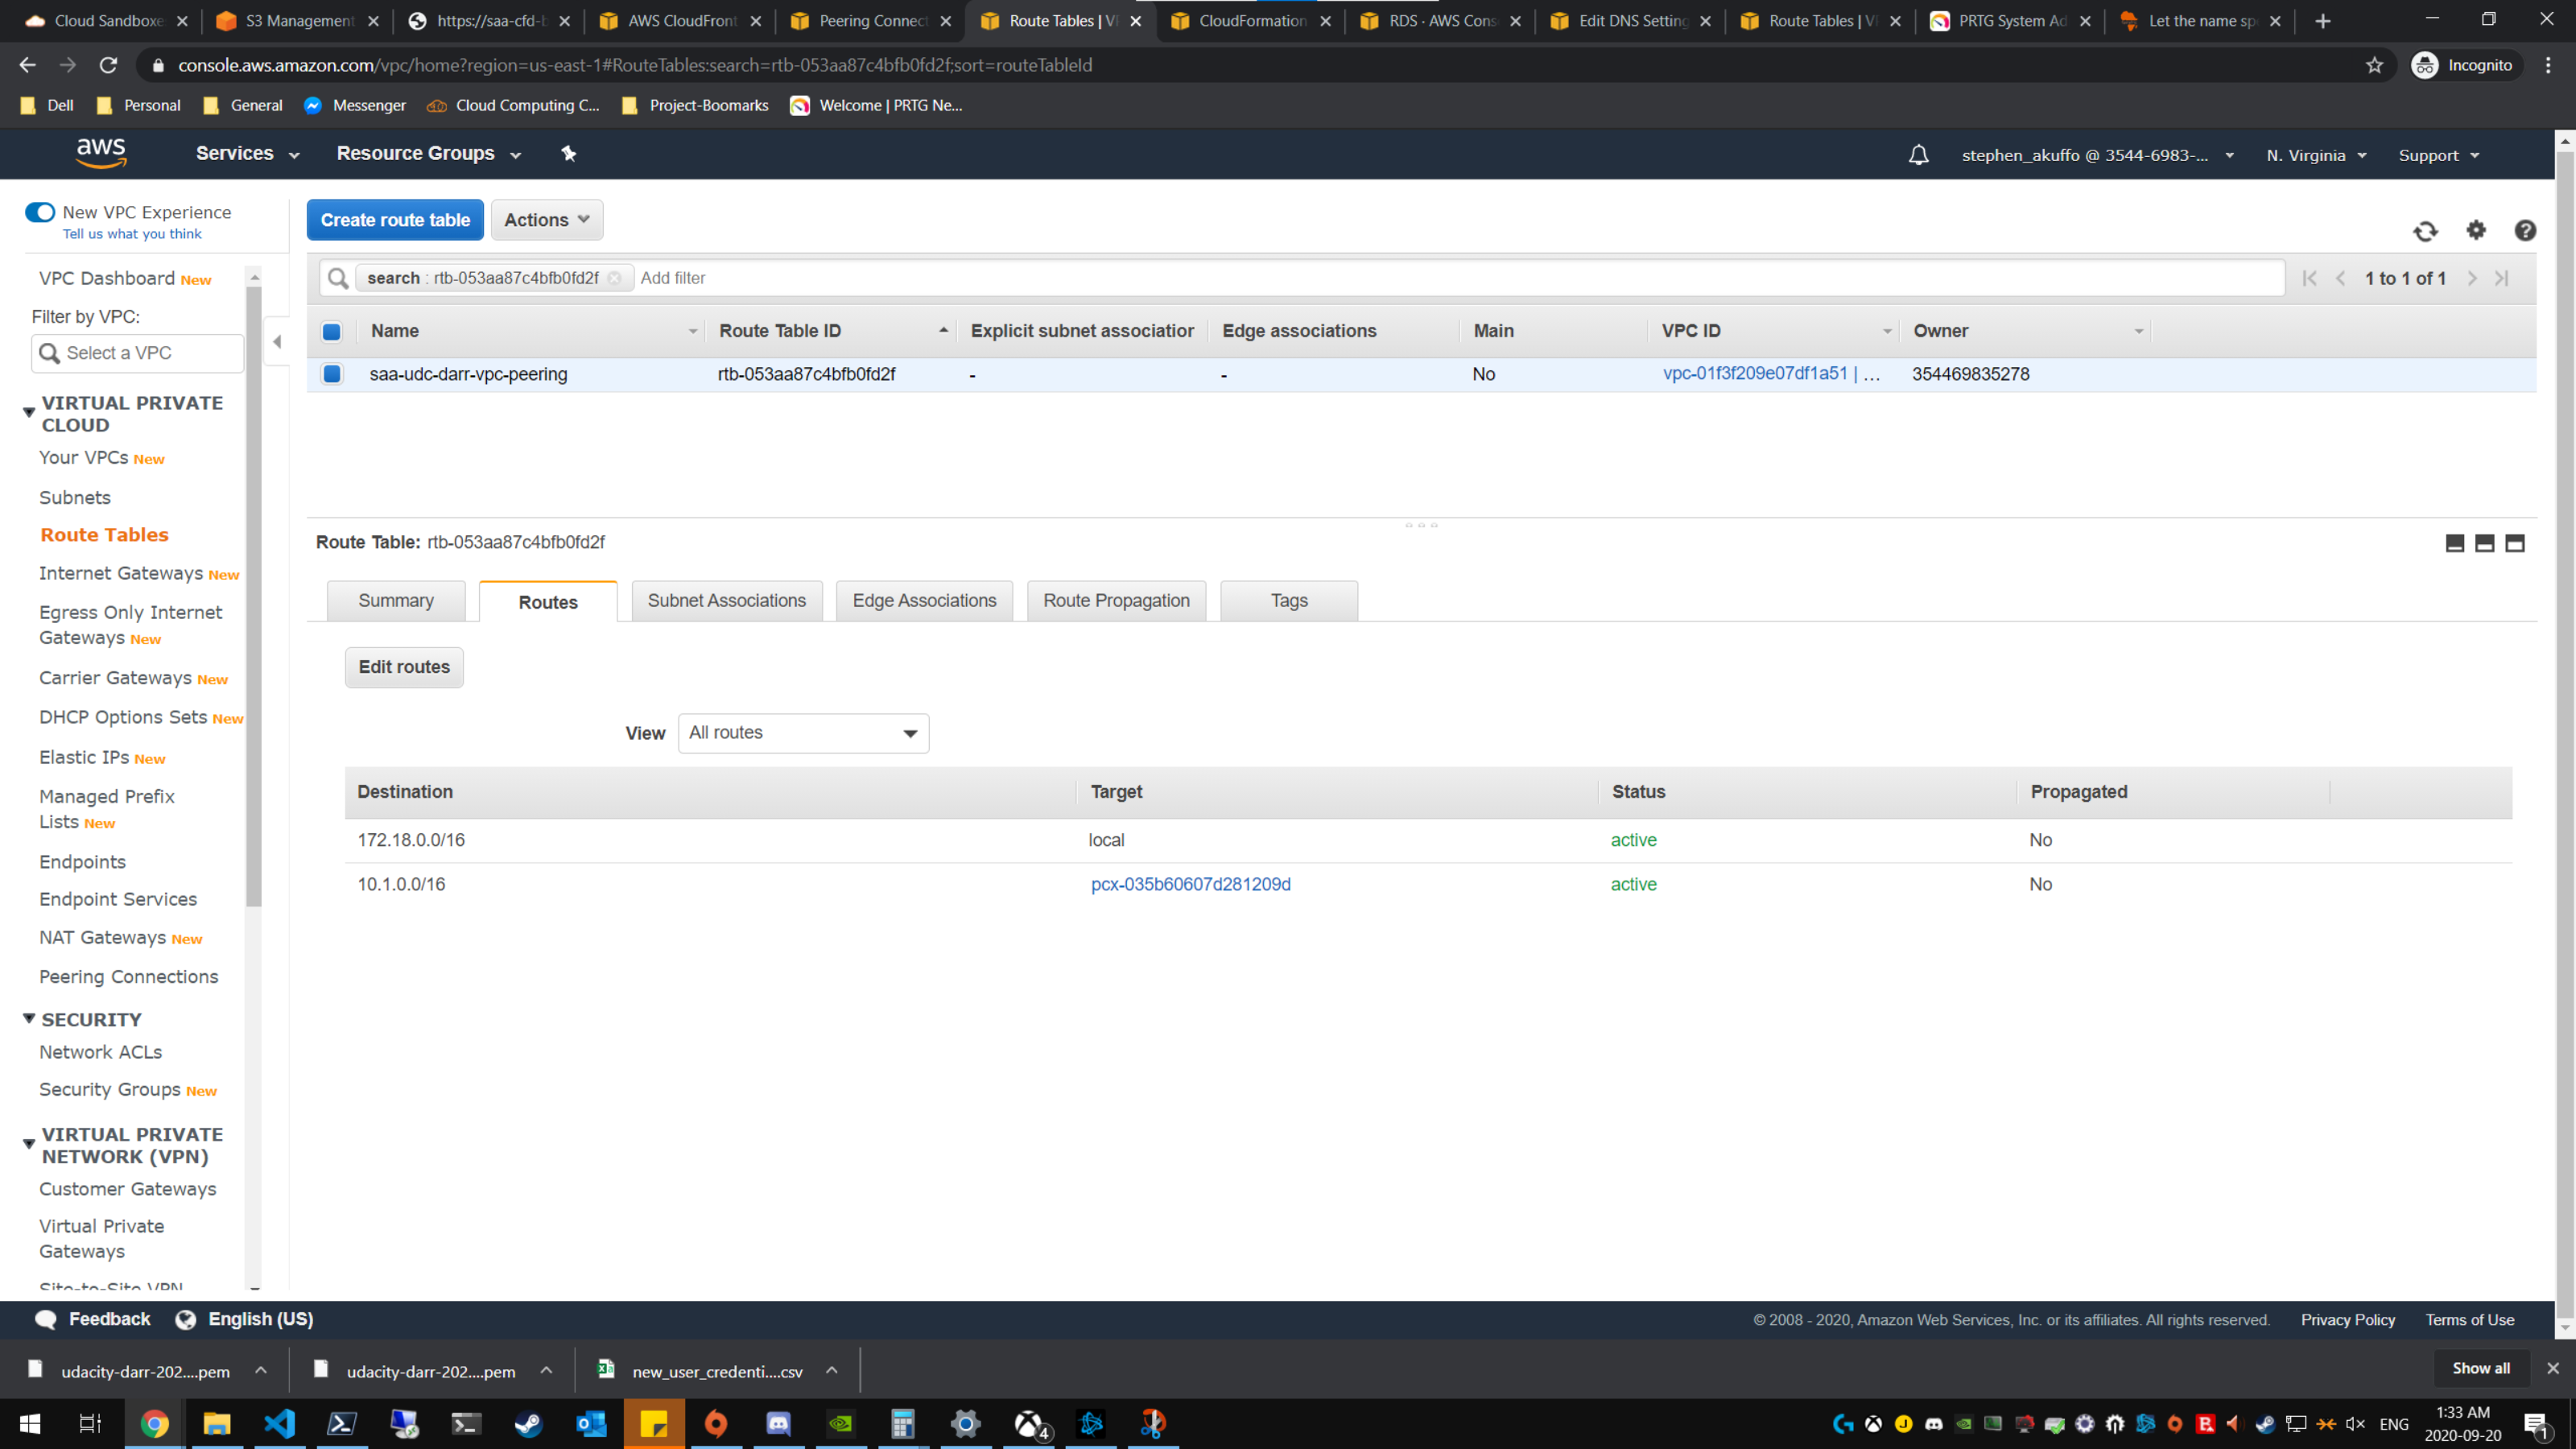 Cloud Sandboxe
S3 Management
https://saa-cfd-b
AWS CloudFront
Peering Connect
Route Tables | V
CloudFormation
RDS · AWS Cons
Edit DNS Setting
Route Tables | V
PRTG System Ad
Let the name sp
console.aws.amazon.com/vpc/home?region=us-east-1#RouteTables:search=rtb-053aa87c4bfb0fd2f;sort=routeTableId
Incognito
Dell
Personal
General
Messenger
Cloud Computing C...
Project-Boomarks
Welcome | PRTG Ne...
aws
Services
Resource Groups
stephen_akuffo @ 3544-6983-...
N. Virginia
Support
New VPC Experience
Tell us what you think
VPC Dashboard New
Filter by VPC:
Select a VPC
VIRTUAL PRIVATE
CLOUD
Your VPCs New
Subnets
Route Tables
Internet Gateways New
Egress Only Internet
Gateways New
Carrier Gateways New
DHCP Options Sets New
Elastic IPs New
Managed Prefix
Lists New
Endpoints
Endpoint Services
NAT Gateways New
Peering Connections
SECURITY
Network ACLs
Security Groups New
VIRTUAL PRIVATE
NETWORK (VPN)
Customer Gateways
Virtual Private
Gateways
Site-to-Site VPN
Create route table
Actions
search : rtb-053aa87c4bfb0fd2f
Add filter
1 to 1 of 1
Name
Route Table ID
Explicit subnet association
Edge associations
Main
VPC ID
Owner
saa-udc-darr-vpc-peering
rtb-053aa87c4bfb0fd2f
-
-
No
vpc-01f3f209e07df1a51 | ...
354469835278
Route Table: rtb-053aa87c4bfb0fd2f
Summary
Routes
Subnet Associations
Edge Associations
Route Propagation
Tags
Edit routes
View
All routes
Destination
Target
Status
Propagated
172.18.0.0/16
local
active
No
10.1.0.0/16
pcx-035b60607d281209d
active
No
Feedback
English (US)
© 2008 - 2020, Amazon Web Services, Inc. or its affiliates. All rights reserved.
Privacy Policy
Terms of Use
udacity-darr-202....pem
udacity-darr-202....pem
new_user_credenti....csv
Show all
4
ENG
1:33 AM
2020-09-20
1